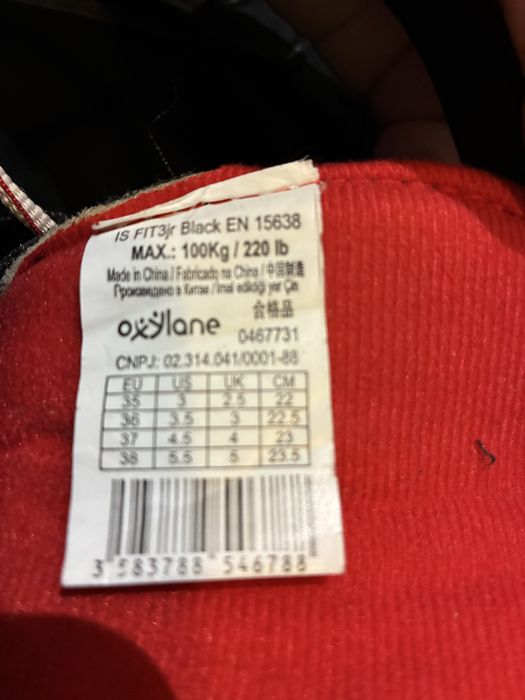 IS FIT3jr Black EN 15638
MAX.: 100Kg / 220 lb
Made in China / Fabricado na China / 中国制造
Произведено в Китае / Imal edildiği yer Çin
合格品
oxylane
0467731
CNPJ: 02.314.041/0001-88
EU US UK CM
35 3 2.5 22
36 3.5 3 22.5
37 4.5 4 23
38 5.5 5 23.5
3 583788 546788